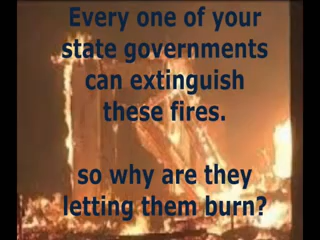 Every one of your
state governments
can extinguish
these fires.
so why are they
letting them burn?